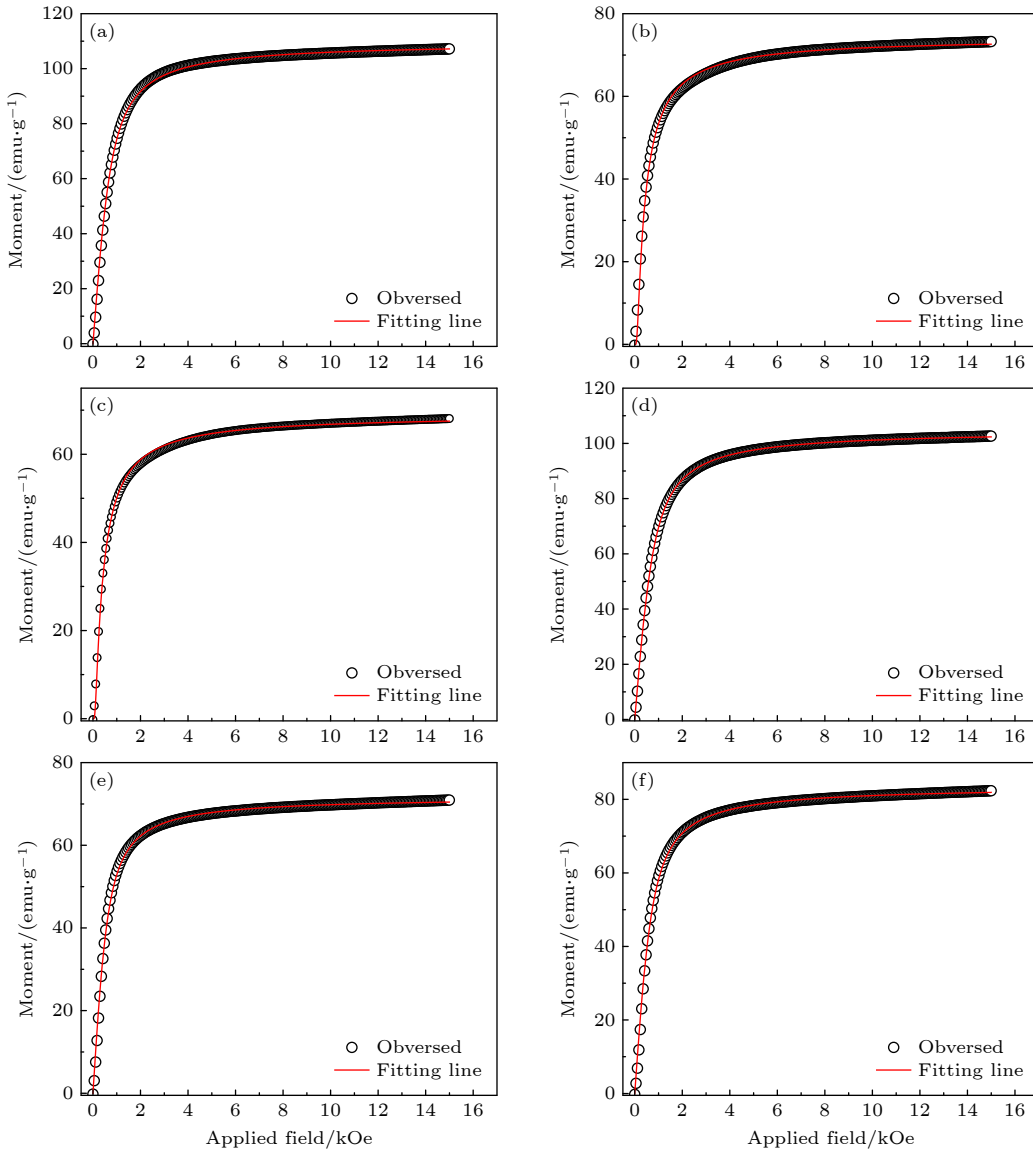 (a)
120
100
80
60
40
20
0
Moment/(emu·g⁻¹)
Obversed
Fitting line
0 2 4 6 8 10 12 14 16
(b)
80
60
40
20
0
Moment/(emu·g⁻¹)
Obversed
Fitting line
0 2 4 6 8 10 12 14 16
(c)
60
40
20
0
Moment/(emu·g⁻¹)
Obversed
Fitting line
0 2 4 6 8 10 12 14 16
(d)
120
100
80
60
40
20
0
Moment/(emu·g⁻¹)
Obversed
Fitting line
0 2 4 6 8 10 12 14 16
(e)
80
60
40
20
0
Moment/(emu·g⁻¹)
Obversed
Fitting line
0 2 4 6 8 10 12 14 16
Applied field/kOe
(f)
80
60
40
20
0
Moment/(emu·g⁻¹)
Obversed
Fitting line
0 2 4 6 8 10 12 14 16
Applied field/kOe